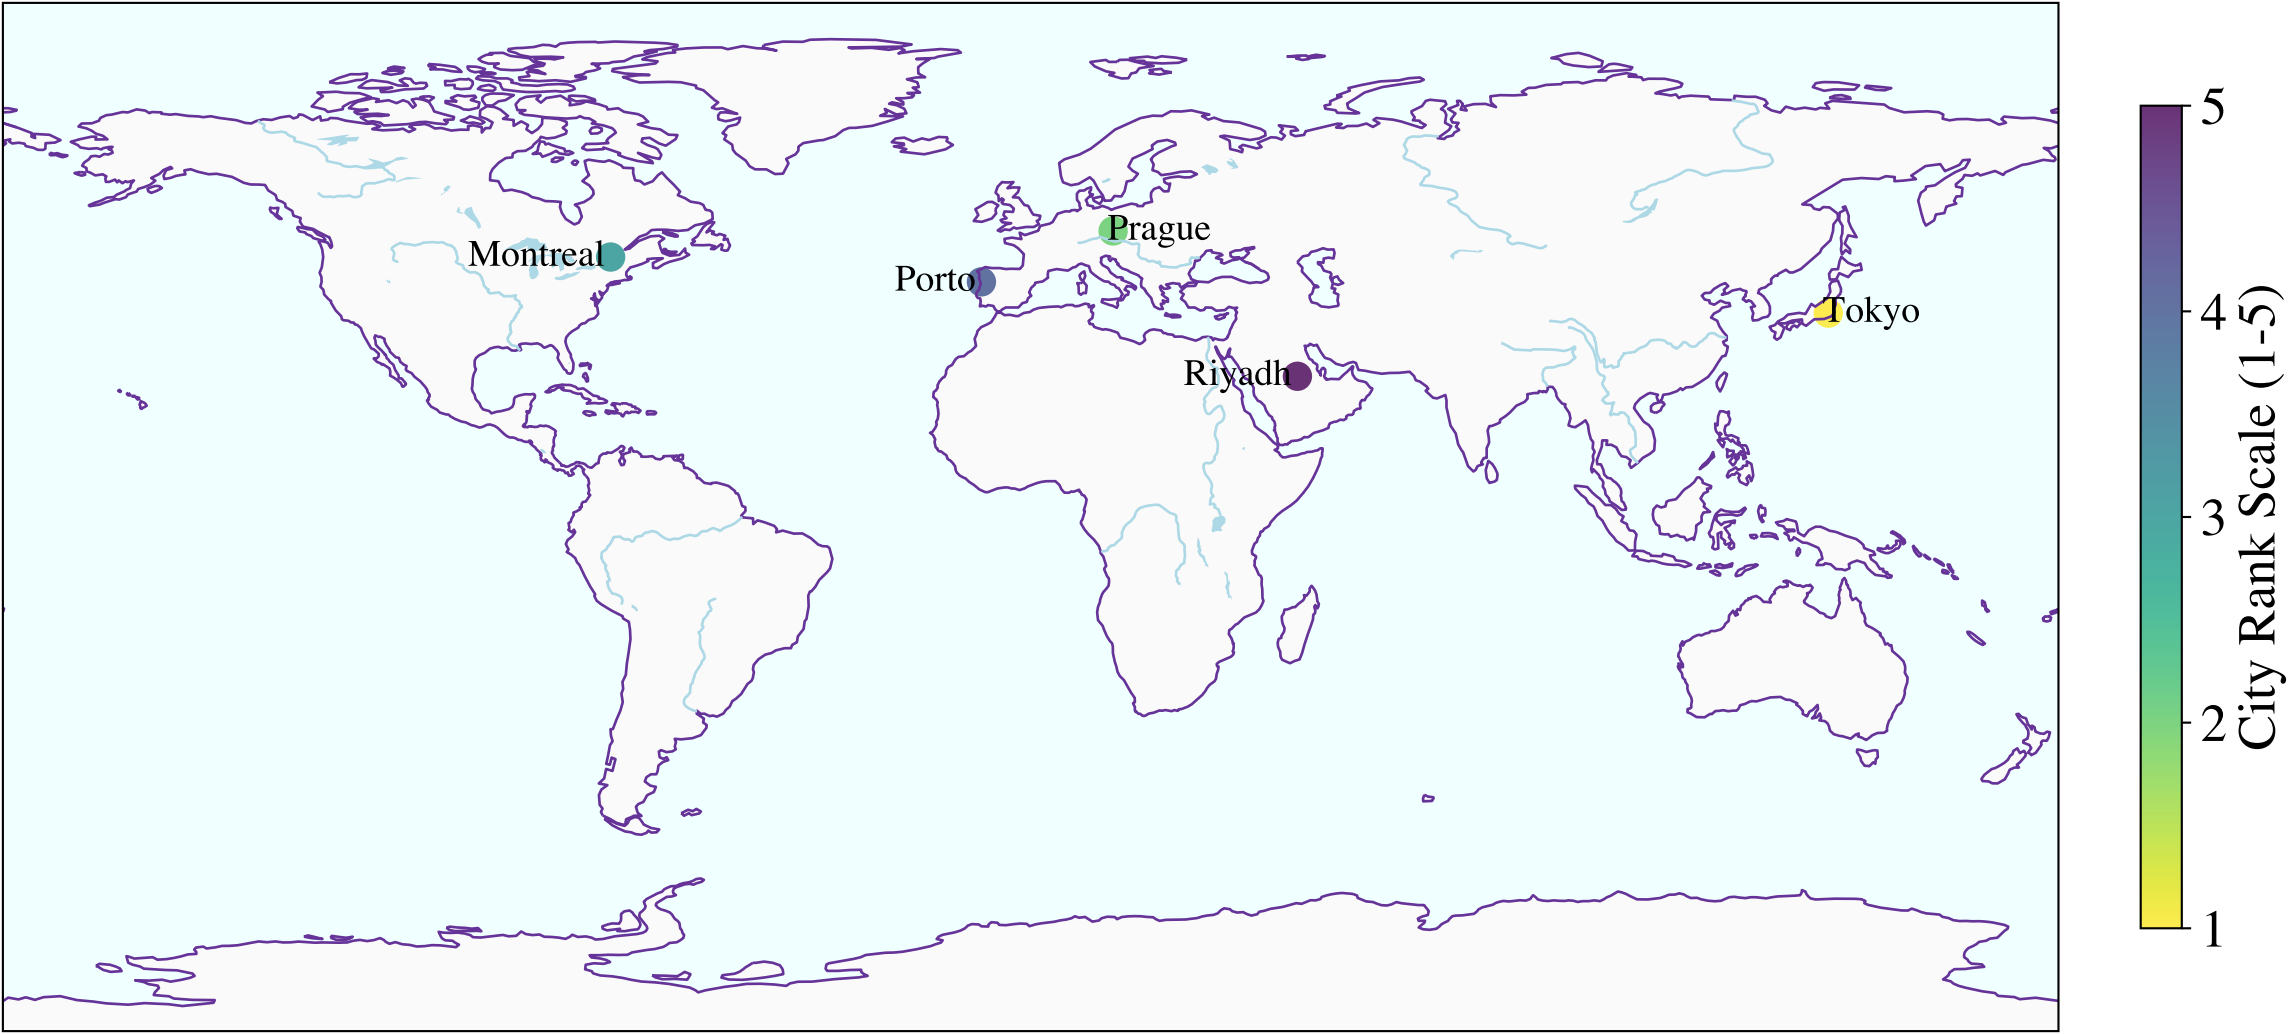 Montreal
Prague
Porto
Tokyo
Riyadh
5
4
3
2
1
City Rank Scale (1-5)